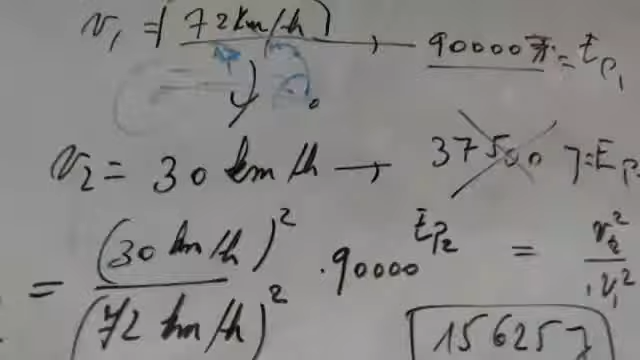 v₁ = 72 km/h → 90000 J = Ep₁
v₂ = 30 km/h → 37500 J = Ep
= (30 km/h)² / (72 km/h)² · 90000 Ep₂ = v₂² / v₁²
15625 J